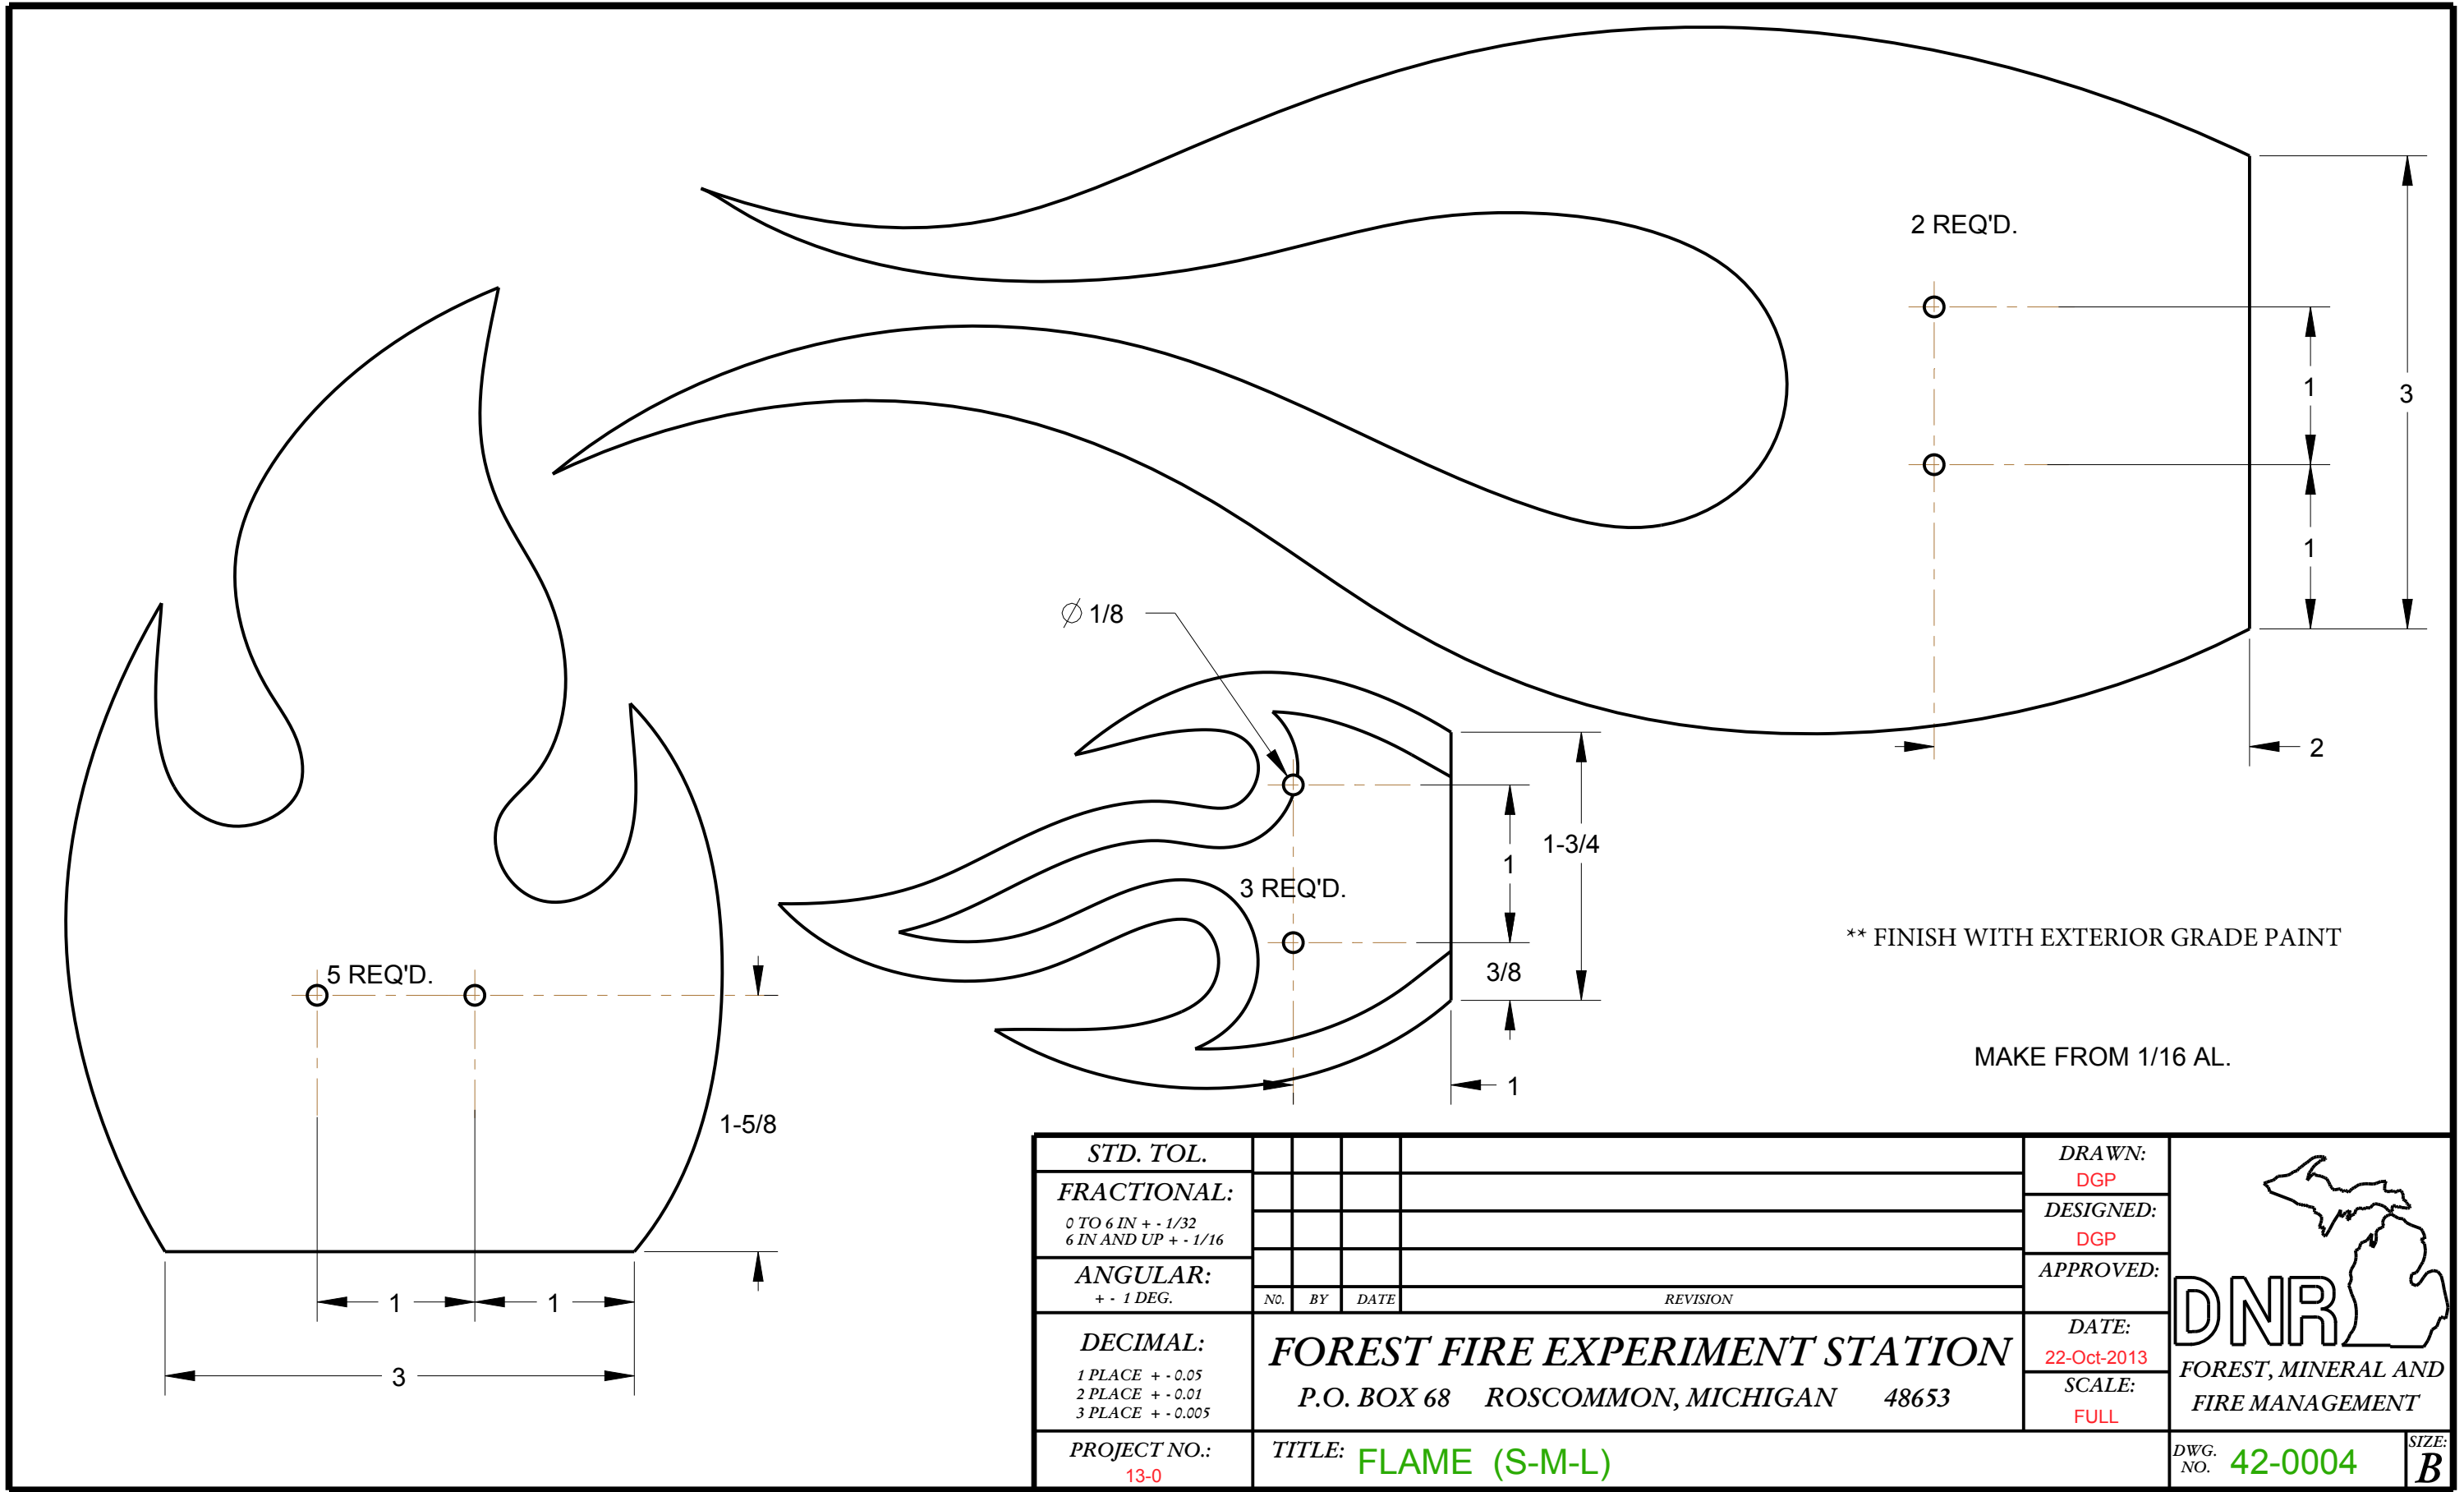 2 REQ'D.
1
3
1
2
⌀ 1/8
1-3/4
1
3 REQ'D.
3/8
1
** FINISH WITH EXTERIOR GRADE PAINT
MAKE FROM 1/16 AL.
5 REQ'D.
1-5/8
1
1
3
STD. TOL.
FRACTIONAL:
0 TO 6 IN + - 1/32
6 IN AND UP + - 1/16
ANGULAR:
+ - 1 DEG.
DECIMAL:
1 PLACE + - 0.05
2 PLACE + - 0.01
3 PLACE + - 0.005
PROJECT NO.:
13-0
NO. BY DATE REVISION
FOREST FIRE EXPERIMENT STATION
P.O. BOX 68 ROSCOMMON, MICHIGAN 48653
TITLE: FLAME (S-M-L)
DRAWN:
DGP
DESIGNED:
DGP
APPROVED:
DATE:
22-Oct-2013
SCALE:
FULL
DNR
FOREST, MINERAL AND
FIRE MANAGEMENT
DWG.
NO. 42-0004
SIZE:
B